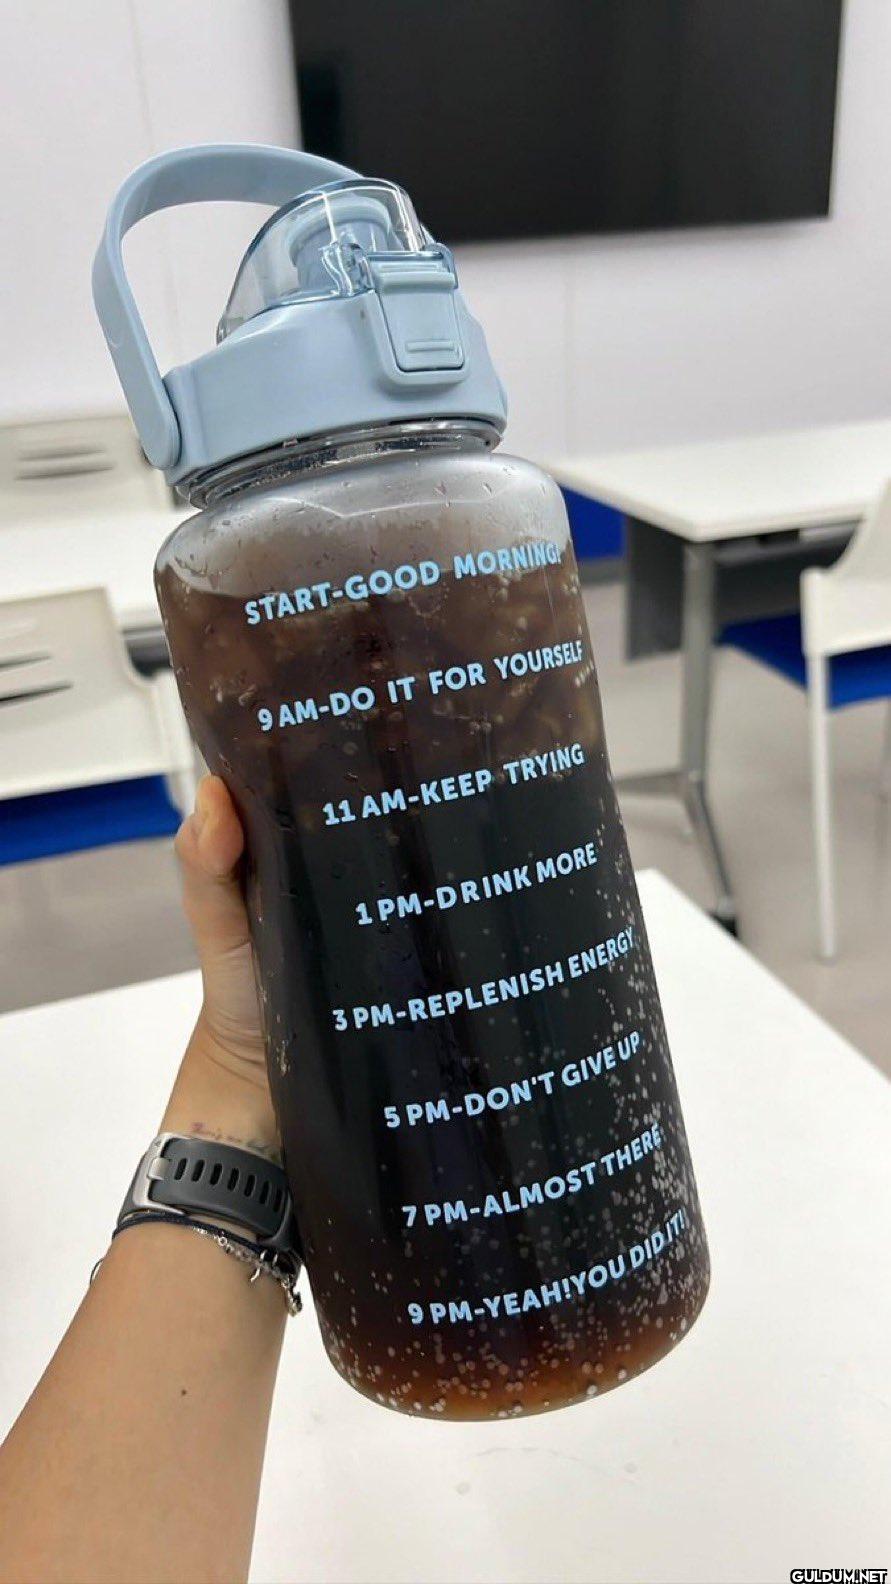 START-GOOD MORNING!
9 AM-DO IT FOR YOURSELF
11 AM-KEEP TRYING
1 PM-DRINK MORE
3 PM-REPLENISH ENERGY
5 PM-DON'T GIVE UP
7 PM-ALMOST THERE
9 PM-YEAH!YOU DID IT!
GULDUM.NET